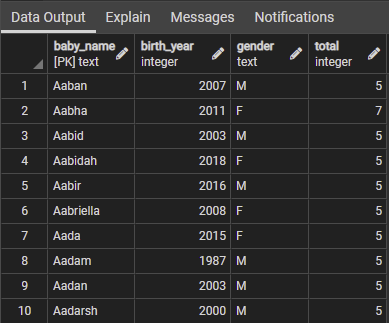 Data Output Explain Messages Notifications
baby_name birth_year gender total
[PK] text integer text integer
1 Aaban 2007 M 5
2 Aabha 2011 F 7
3 Aabid 2003 M 5
4 Aabidah 2018 F 5
5 Aabir 2016 M 5
6 Aabriella 2008 F 5
7 Aada 2015 F 5
8 Aadam 1987 M 5
9 Aadan 2003 M 5
10 Aadarsh 2000 M 5